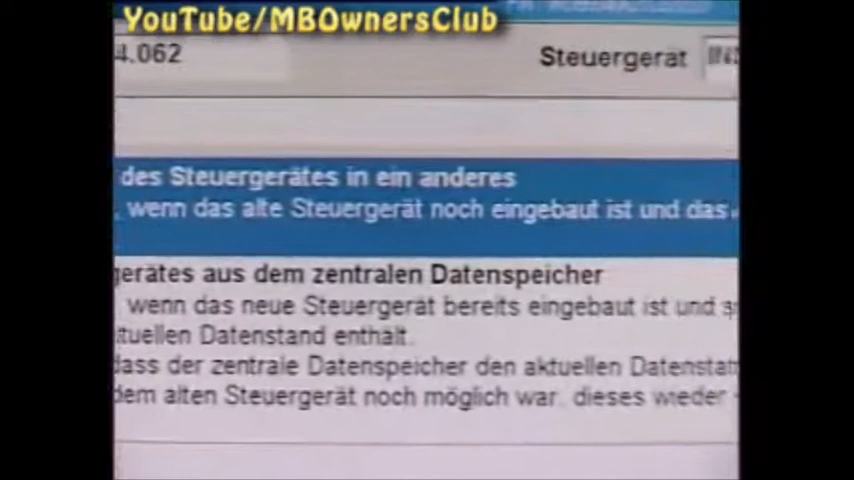 YouTube/MBOwnersClub
4.062
Steuergerät
des Steuergerätes in ein anderes
wenn das alte Steuergerät noch eingebaut ist und das
gerätes aus dem zentralen Datenspeicher
wenn das neue Steuergerät bereits eingebaut ist und
tuellen Datenstand enthält.
dass der zentrale Datenspeicher den aktuellen Datenstan
dem alten Steuergerät noch möglich war, dieses wieder